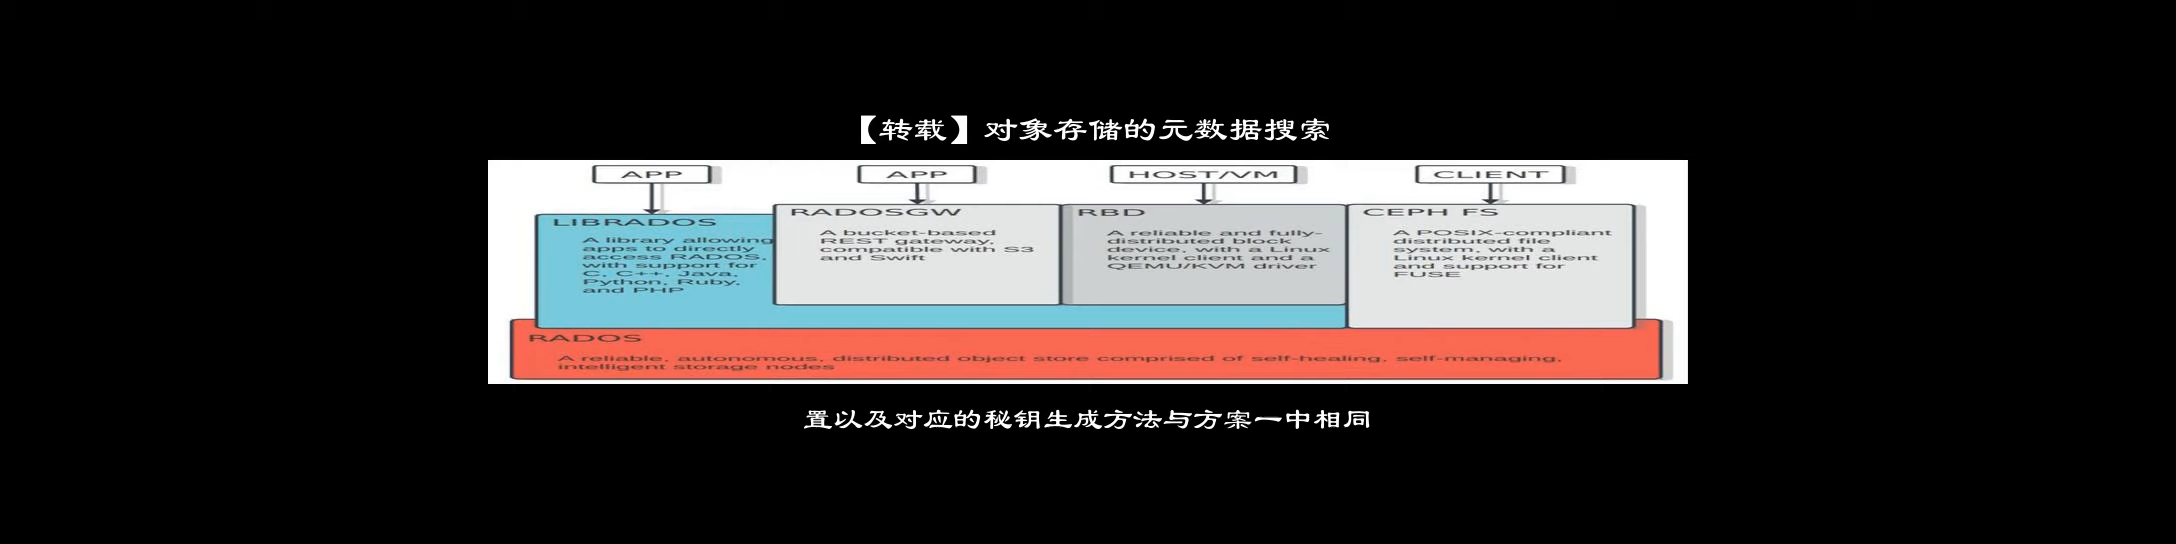 【转载】对象存储的元数据搜索
APP
APP
HOST/VM
CLIENT
LIBRADOS
A library allowing
apps to directly
access RADOS,
with support for
C, C++, Java,
Python, Ruby,
and PHP
RADOSGW
A bucket-based
REST gateway,
compatible with S3
and Swift
RBD
A reliable and fully-
distributed block
device, with a Linux
kernel client and a
QEMU/KVM driver
CEPH FS
A POSIX-compliant
distributed file
system, with a
Linux kernel client
and support for
FUSE
RADOS
A reliable, autonomous, distributed object store comprised of self-healing, self-managing,
intelligent storage nodes
置以及对应的秘钥生成方法与方案一中相同